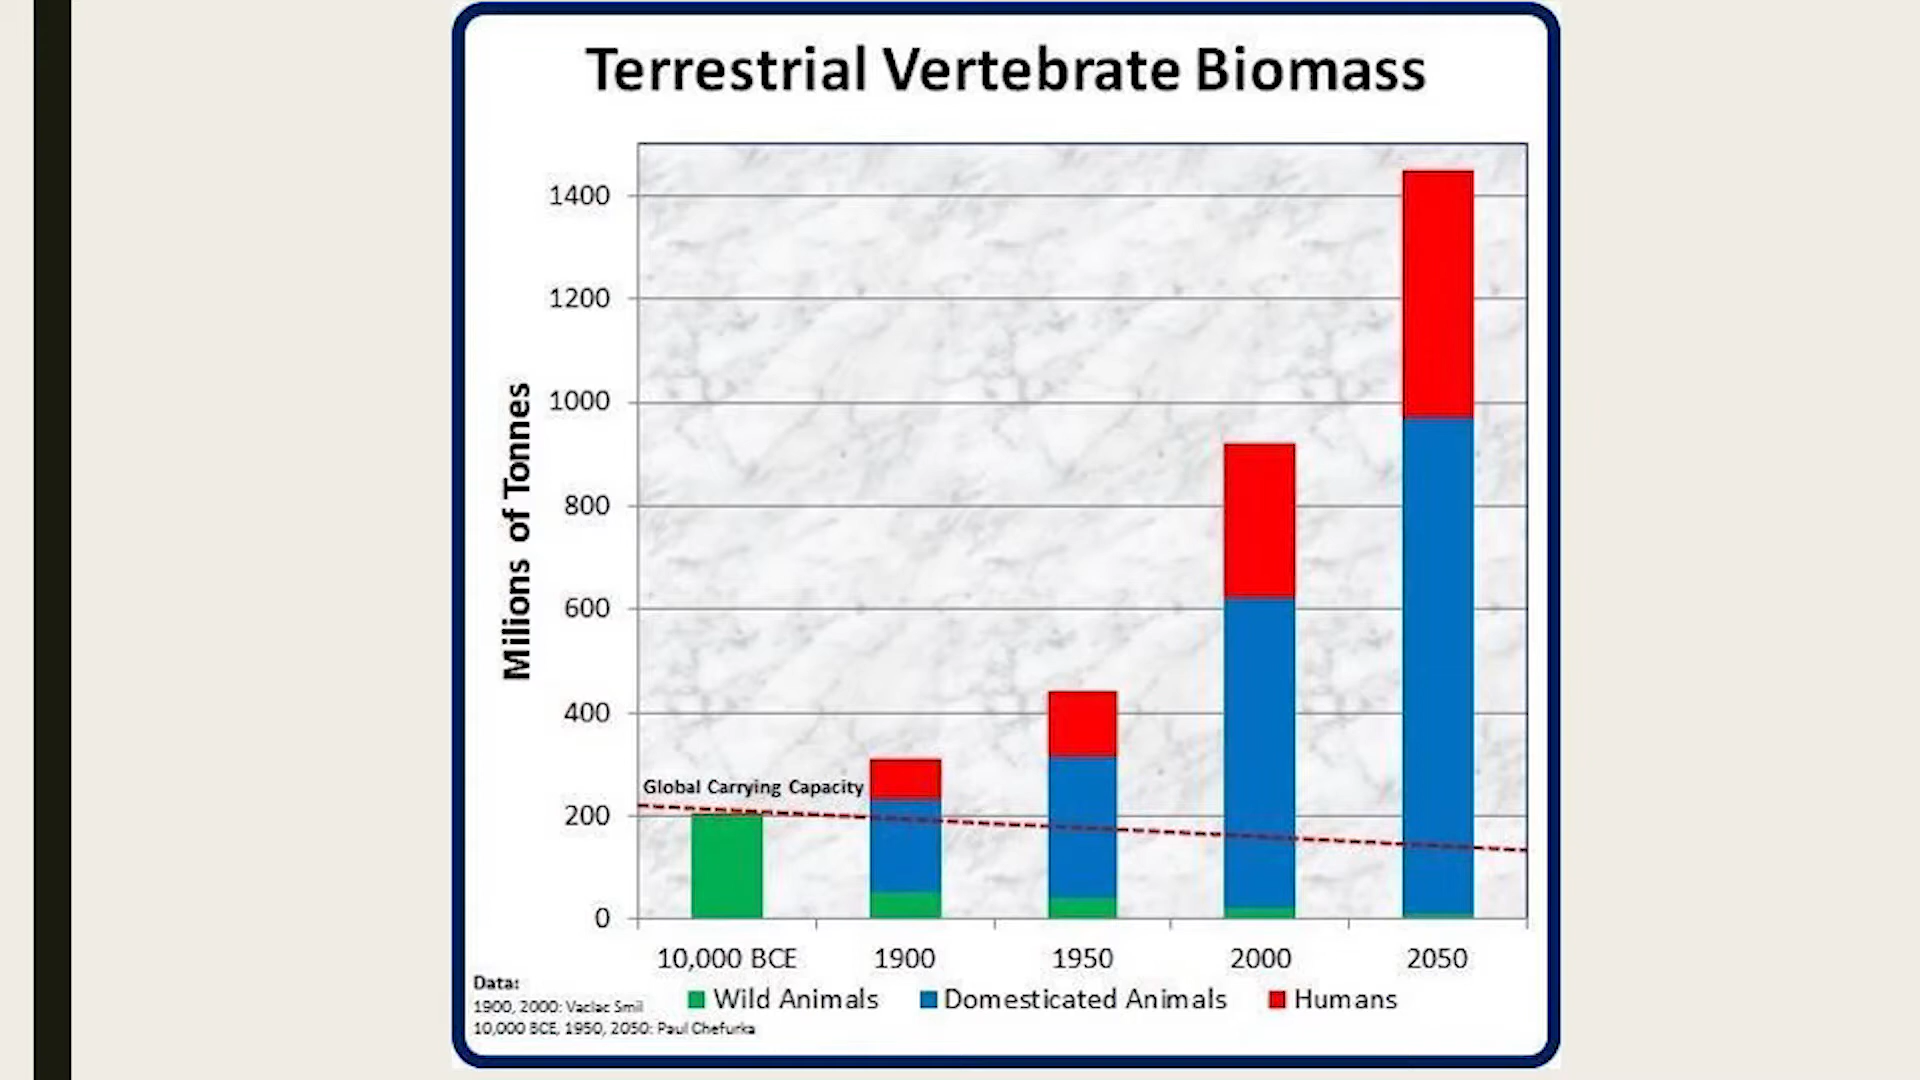 Terrestrial Vertebrate Biomass
1400
1200
1000
800
600
400
200
0
Milions of Tonnes
Global Carrying Capacity
10,000 BCE 1900 1950 2000 2050
Wild Animals Domesticated Animals Humans
Data:
1900, 2000: Vaclac Smil
10,000 BCE, 1950, 2050: Paul Chefurka